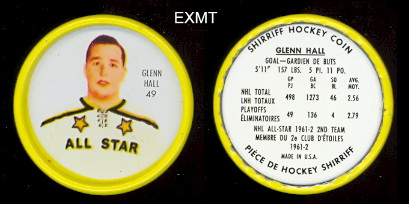 EXMT
GLENN
HALL
49
ALL STAR
SHIRRIFF HOCKEY COIN
GLENN HALL
GOAL—GARDIEN DE BUTS
5'11" 157 LBS. 5 PI. 11 PO.
GP GA SO AVG.
PJ BC BL MOY.
NHL TOTAL
LNH TOTAUX 498 1273 46 2.56
PLAYOFFS
ÉLIMINATOIRES 49 136 4 2.79
NHL ALL-STAR 1961-2 2ND TEAM
MEMBRE DU 2e CLUB D'ÉTOILES
1961-2
MADE IN U.S.A.
PIÈCE DE HOCKEY SHIRRIFF